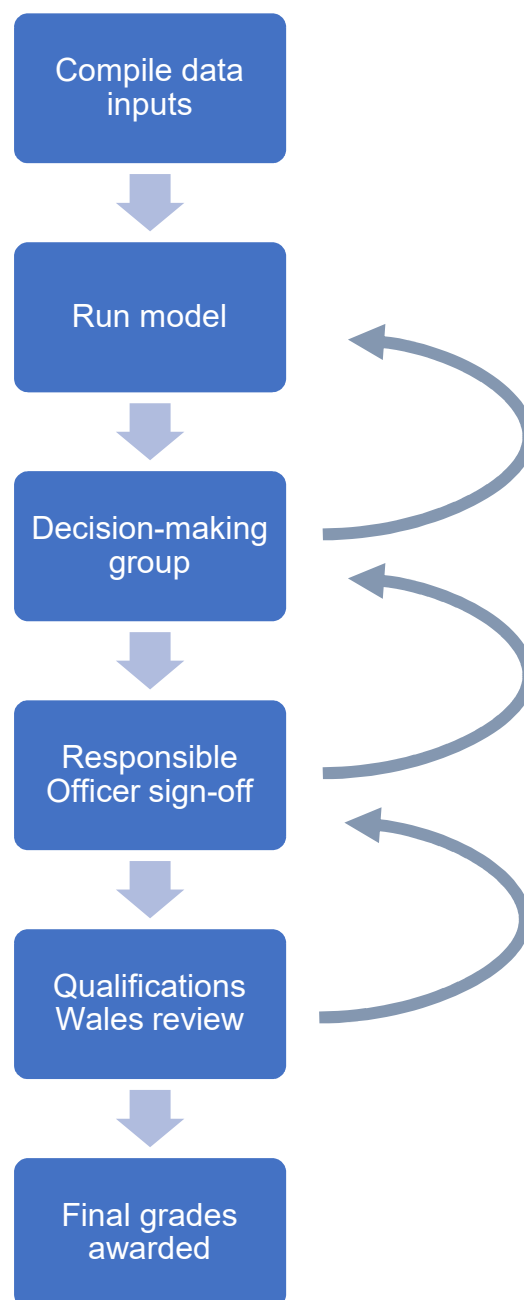 Compile data
inputs
Run model
Decision-making
group
Responsible
Officer sign-off
Qualifications
Wales review
Final grades
awarded